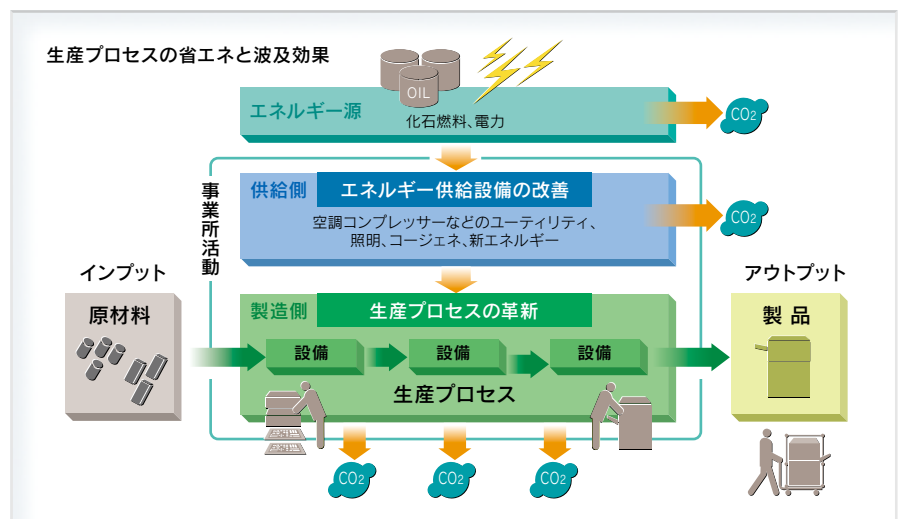 生産プロセスの省エネと波及効果
OIL
エネルギー源
化石燃料、電力
CO2
事業所活動
供給側
エネルギー供給設備の改善
空調コンプレッサーなどのユーティリティ、
照明、コージェネ、新エネルギー
CO2
インプット
原材料
製造側
生産プロセスの革新
設備
設備
設備
生産プロセス
アウトプット
製品
CO2
CO2
CO2